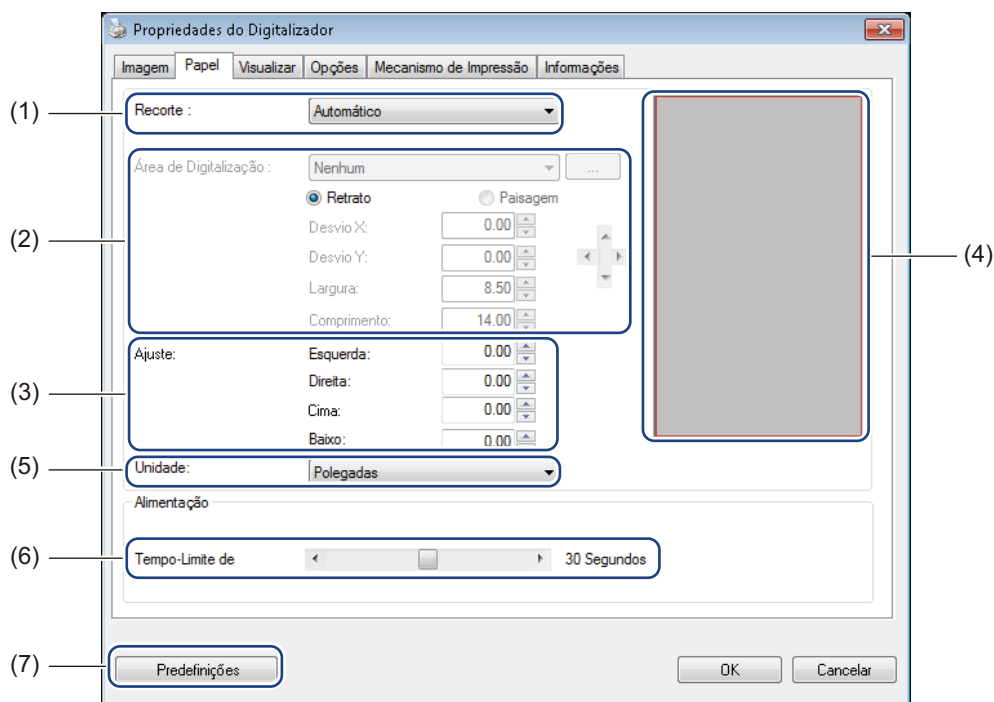 Propriedades do Digitalizador
Imagem Papel Visualizar Opções Mecanismo de Impressão Informações
(1) Recorte : Automático
(2) Área de Digitalização : Nenhum ...
Retrato Paisagem
Desvio X: 0.00
Desvio Y: 0.00
Largura: 8.50
Comprimento: 14.00
(3) Ajuste: Esquerda: 0.00
Direita: 0.00
Cima: 0.00
Baixo: 0.00
(4)
(5) Unidade: Polegadas
Alimentação
(6) Tempo-Limite de 30 Segundos
(7) Predefinições OK Cancelar